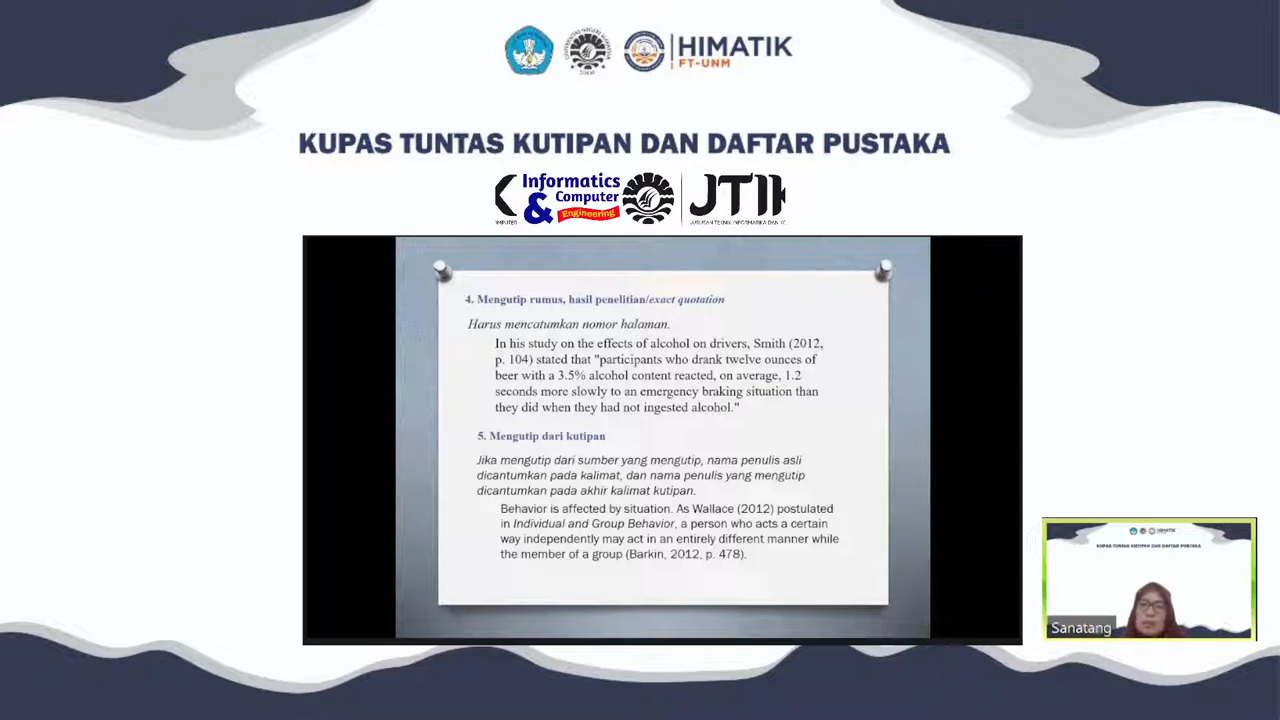 HIMATIK
FT-UNM
KUPAS TUNTAS KUTIPAN DAN DAFTAR PUSTAKA
Informatics
& Computer
Engineering
JTIK
4. Mengutip rumus, hasil penelitian/exact quotation
Harus mencatumkan nomor halaman.
In his study on the effects of alcohol on drivers, Smith (2012,
p. 104) stated that "participants who drank twelve ounces of
beer with a 3.5% alcohol content reacted, on average, 1.2
seconds more slowly to an emergency braking situation than
they did when they had not ingested alcohol."
5. Mengutip dari kutipan
Jika mengutip dari sumber yang mengutip, nama penulis asli
dicantumkan pada kalimat, dan nama penulis yang mengutip
dicantumkan pada akhir kalimat kutipan.
Behavior is affected by situation. As Wallace (2012) postulated
in Individual and Group Behavior, a person who acts a certain
way independently may act in an entirely different manner while
the member of a group (Barkin, 2012, p. 478).
KUPAS TUNTAS KUTIPAN DAN DAFTAR PUSTAKA
Sanatang